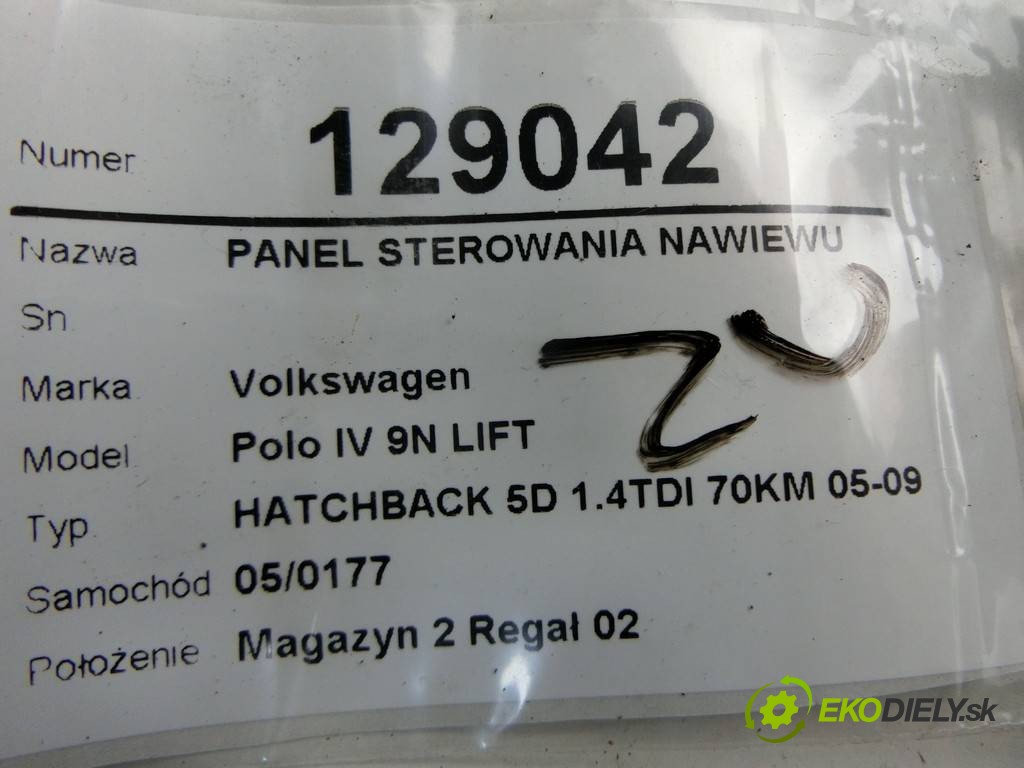 Numer 129042
Nazwa PANEL STEROWANIA NAWIEWU
Sn
Marka Volkswagen
Model Polo IV 9N LIFT
Typ HATCHBACK 5D 1.4TDI 70KM 05-09
Samochód 05/0177
Położenie Magazyn 2 Regał 02
EKODIELY.sk